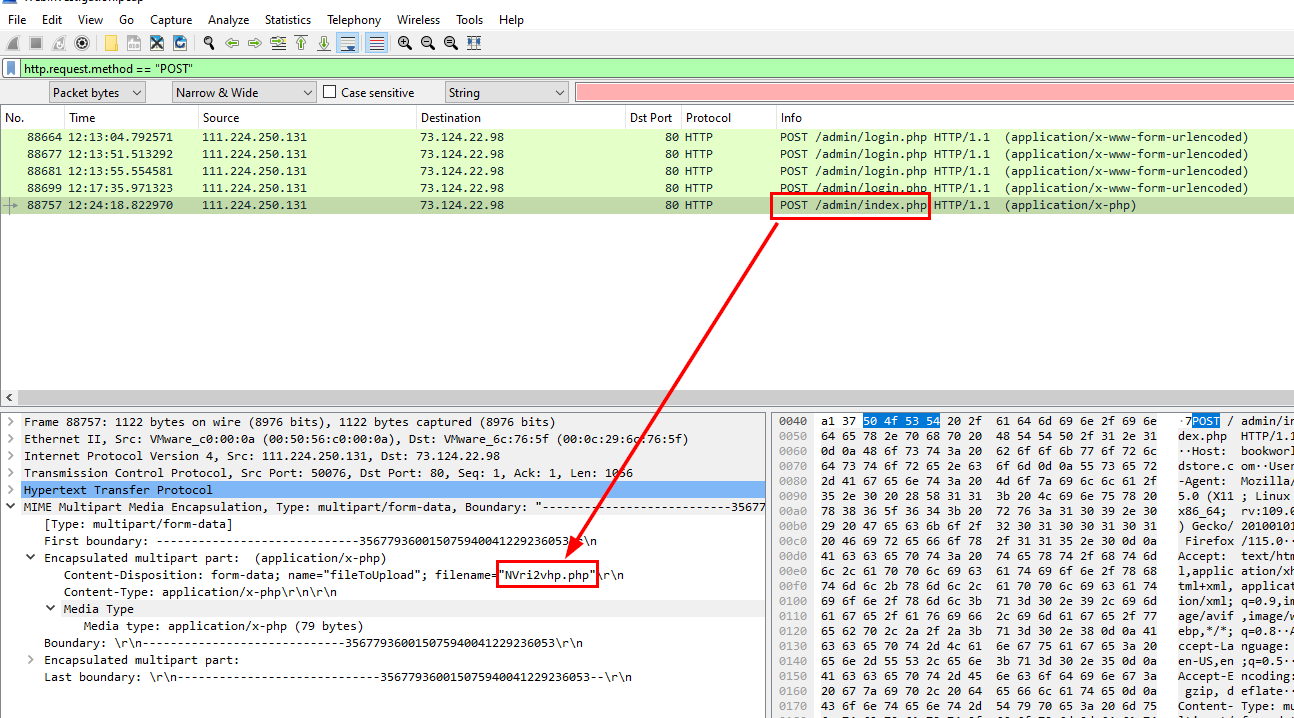 File Edit View Go Capture Analyze Statistics Telephony Wireless Tools Help
http.request.method == "POST"
Packet bytes Narrow & Wide Case sensitive String
No. Time Source Destination Dst Port Protocol Info
88664 12:13:04.792571 111.224.250.131 73.124.22.98 80 HTTP POST /admin/login.php HTTP/1.1 (application/x-www-form-urlencoded)
88677 12:13:51.513292 111.224.250.131 73.124.22.98 80 HTTP POST /admin/login.php HTTP/1.1 (application/x-www-form-urlencoded)
88681 12:13:55.554581 111.224.250.131 73.124.22.98 80 HTTP POST /admin/login.php HTTP/1.1 (application/x-www-form-urlencoded)
88699 12:17:35.971323 111.224.250.131 73.124.22.98 80 HTTP POST /admin/login.php HTTP/1.1 (application/x-www-form-urlencoded)
88757 12:24:18.822970 111.224.250.131 73.124.22.98 80 HTTP POST /admin/index.php HTTP/1.1 (application/x-php)
Frame 88757: 1122 bytes on wire (8976 bits), 1122 bytes captured (8976 bits)
Ethernet II, Src: VMware_c0:00:0a (00:50:56:c0:00:0a), Dst: VMware_6c:76:5f (00:0c:29:6c:76:5f)
Internet Protocol Version 4, Src: 111.224.250.131, Dst: 73.124.22.98
Transmission Control Protocol, Src Port: 50076, Dst Port: 80, Seq: 1, Ack: 1, Len: 1056
Hypertext Transfer Protocol
MIME Multipart Media Encapsulation, Type: multipart/form-data, Boundary: "---------------------------35677
[Type: multipart/form-data]
First boundary: -----------------------------356779360015075940041229236053\r\n
Encapsulated multipart part: (application/x-php)
Content-Disposition: form-data; name="fileToUpload"; filename="NVri2vhp.php"\r\n
Content-Type: application/x-php\r\n\r\n
Media Type
Media type: application/x-php (79 bytes)
Boundary: \r\n-----------------------------356779360015075940041229236053\r\n
Encapsulated multipart part:
Last boundary: \r\n-----------------------------356779360015075940041229236053--\r\n
0040 a1 37 50 4f 53 54 20 2f 61 64 6d 69 6e 2f 69 6e ·7POST / admin/in
0050 64 65 78 2e 70 68 70 20 48 54 54 50 2f 31 2e 31 dex.php HTTP/1.1
0060 0d 0a 48 6f 73 74 3a 20 62 6f 6f 6b 77 6f 72 6c ··Host: bookworl
0070 64 73 74 6f 72 65 2e 63 6f 6d 0d 0a 55 73 65 72 dstore.c om··User
0080 2d 41 67 65 6e 74 3a 20 4d 6f 7a 69 6c 6c 61 2f -Agent: Mozilla/
0090 35 2e 30 20 28 58 31 31 3b 20 4c 69 6e 75 78 20 5.0 (X11 ; Linux
00a0 78 38 36 5f 36 34 3b 20 72 76 3a 31 30 39 2e 30 x86_64; rv:109.0
00b0 29 20 47 65 63 6b 6f 2f 32 30 31 30 30 31 30 31 ) Gecko/ 20100101
00c0 20 46 69 72 65 66 6f 78 2f 31 31 35 2e 30 0d 0a Firefox /115.0··
00d0 41 63 63 65 70 74 3a 20 74 65 78 74 2f 68 74 6d Accept: text/htm
00e0 6c 2c 61 70 70 6c 69 63 61 74 69 6f 6e 2f 78 68 l,applic ation/xh
00f0 74 6d 6c 2b 78 6d 6c 2c 61 70 70 6c 69 63 61 74 tml+xml, applicat
0100 69 6f 6e 2f 78 6d 6c 3b 71 3d 30 2e 39 2c 69 6d ion/xml; q=0.9,im
0110 61 67 65 2f 61 76 69 66 2c 69 6d 61 67 65 2f 77 age/avif ,image/w
0120 65 62 70 2c 2a 2f 2a 3b 71 3d 30 2e 38 0d 0a 41 ebp,*/*; q=0.8··A
0130 63 63 65 70 74 2d 4c 61 6e 67 75 61 67 65 3a 20 ccept-La nguage:
0140 65 6e 2d 55 53 2c 65 6e 3b 71 3d 30 2e 35 0d 0a en-US,en ;q=0.5··
0150 41 63 63 65 70 74 2d 45 6e 63 6f 64 69 6e 67 3a Accept-E ncoding:
0160 20 67 7a 69 70 2c 20 64 65 66 6c 61 74 65 0d 0a gzip, d eflate··
0170 43 6f 6e 74 65 6e 74 2d 54 79 70 65 3a 20 6d 75 Content- Type: mu